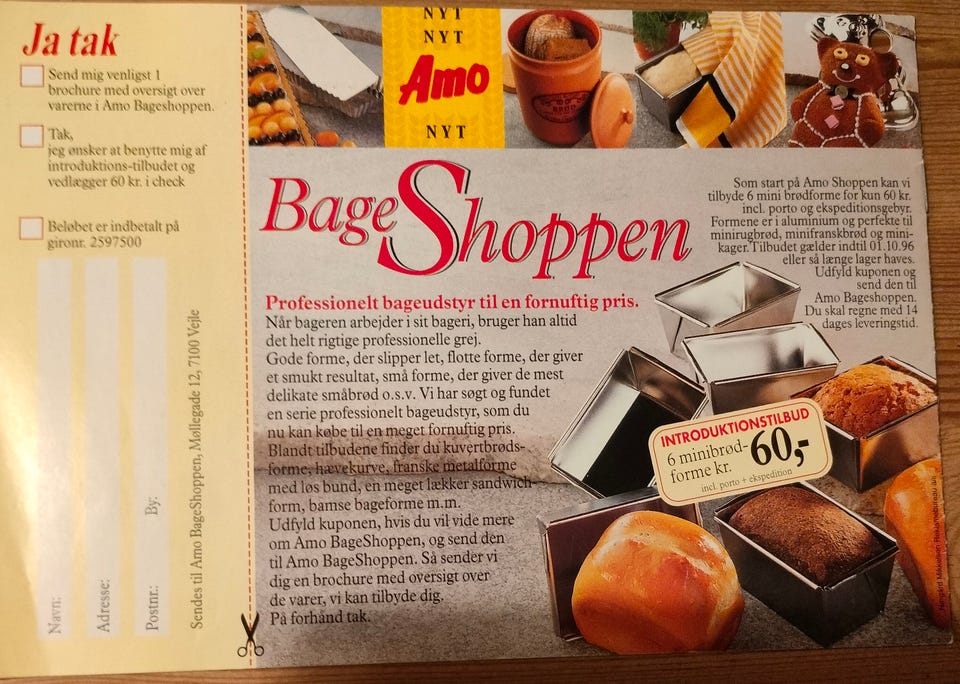 Ja tak
Send mig venligst 1
brochure med oversigt over
varerne i Amo Bageshoppen.
Tak,
jeg ønsker at benytte mig af
introduktions-tilbudet og
vedlægger 60 kr. i check
Beløbet er indbetalt på
gironr. 2597500
Navn:
Adresse:
Postnr.: By:
Sendes til Amo BageShoppen, Møllegade 12, 7100 Vejle
NYT
NYT
Amo
NYT
BRØD
BageShoppen
Som start på Amo Shoppen kan vi
tilbyde 6 mini brødforme for kun 60 kr.
incl. porto og ekspeditionsgebyr.
Formene er i aluminium og perfekte til
minirugbrød, minifranskbrød og mini-
kager. Tilbudet gælder indtil 01.10.96
eller så længe lager haves.
Udfyld kuponen og
send den til
Amo Bageshoppen.
Du skal regne med 14
dages leveringstid.
Professionelt bageudstyr til en fornuftig pris.
Når bageren arbejder i sit bageri, bruger han altid
det helt rigtige professionelle grej.
Gode forme, der slipper let, flotte forme, der giver
et smukt resultat, små forme, der giver de mest
delikate småbrød o.s.v. Vi har søgt og fundet
en serie professionelt bageudstyr, som du
nu kan købe til en meget fornuftig pris.
Blandt tilbudene finder du kuvertbrøds-
forme, hævekurve, franske metalforme
med løs bund, en meget lækker sandwich-
form, bamse bageforme m.m.
Udfyld kuponen, hvis du vil vide mere
om Amo BageShoppen, og send den
til Amo BageShoppen. Så sender vi
dig en brochure med oversigt over
de varer, vi kan tilbyde dig.
På forhånd tak.
INTRODUKTIONSTILBUD
6 minibrød-
forme kr. 60,-
incl. porto + ekspedition
Reklamebureau